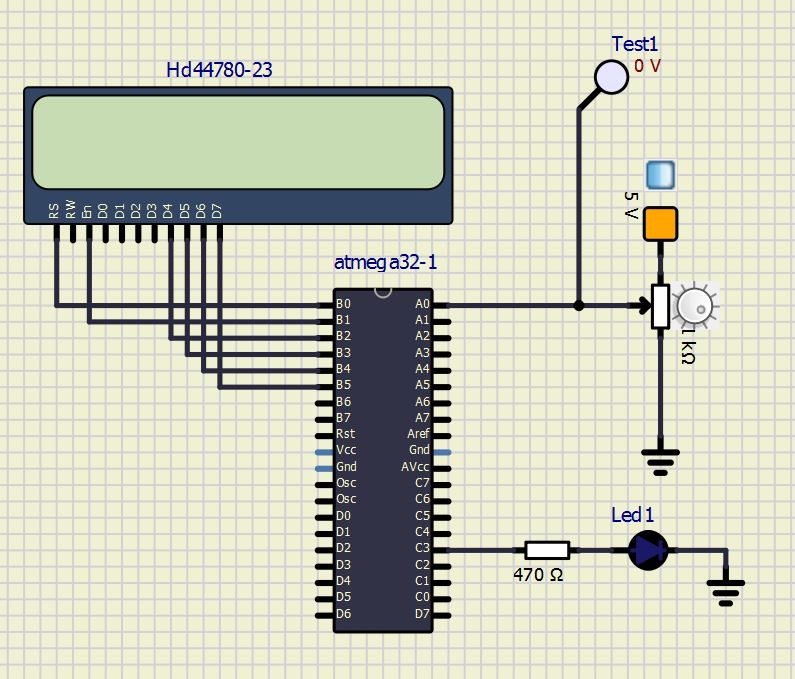 Test1
0 V
Hd44780-23
5 V
RS RW En D0 D1 D2 D3 D4 D5 D6 D7
atmega32-1
B0 A0
B1 A1
B2 A2
B3 A3
B4 A4
B5 A5
B6 A6
B7 A7
Rst Aref
Vcc Gnd
Gnd AVcc
Osc C7
Osc C6
D0 C5
D1 C4
D2 C3
D3 C2
D4 C1
D5 C0
D6 D7
1 kΩ
Led1
470 Ω